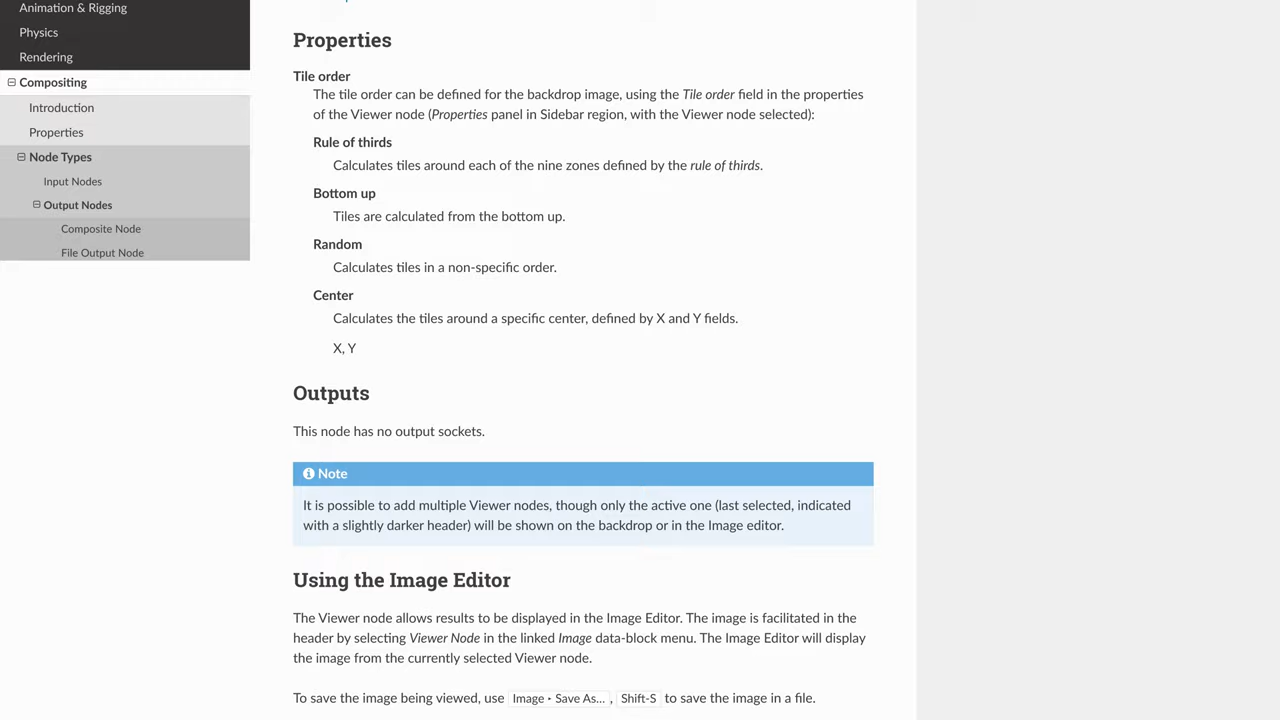 Animation & Rigging
Physics
Rendering
Compositing
Introduction
Properties
Node Types
Input Nodes
Output Nodes
Composite Node
File Output Node
Properties
Tile order
The tile order can be defined for the backdrop image, using the Tile order field in the properties
of the Viewer node (Properties panel in Sidebar region, with the Viewer node selected):
Rule of thirds
Calculates tiles around each of the nine zones defined by the rule of thirds.
Bottom up
Tiles are calculated from the bottom up.
Random
Calculates tiles in a non-specific order.
Center
Calculates the tiles around a specific center, defined by X and Y fields.
X, Y
Outputs
This node has no output sockets.
Note
It is possible to add multiple Viewer nodes, though only the active one (last selected, indicated
with a slightly darker header) will be shown on the backdrop or in the Image editor.
Using the Image Editor
The Viewer node allows results to be displayed in the Image Editor. The image is facilitated in the
header by selecting Viewer Node in the linked Image data-block menu. The Image Editor will display
the image from the currently selected Viewer node.
To save the image being viewed, use Image ‣ Save As..., Shift-S to save the image in a file.